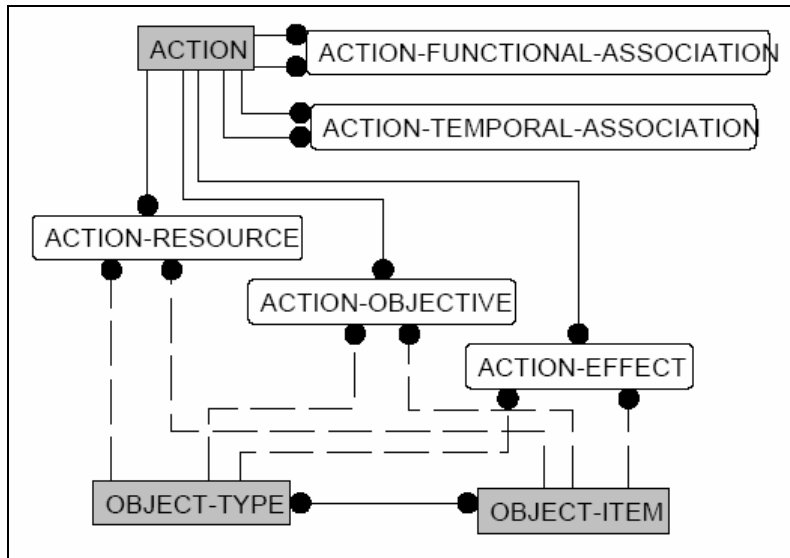 ACTION
ACTION-FUNCTIONAL-ASSOCIATION
ACTION-TEMPORAL-ASSOCIATION
ACTION-RESOURCE
ACTION-OBJECTIVE
ACTION-EFFECT
OBJECT-TYPE
OBJECT-ITEM